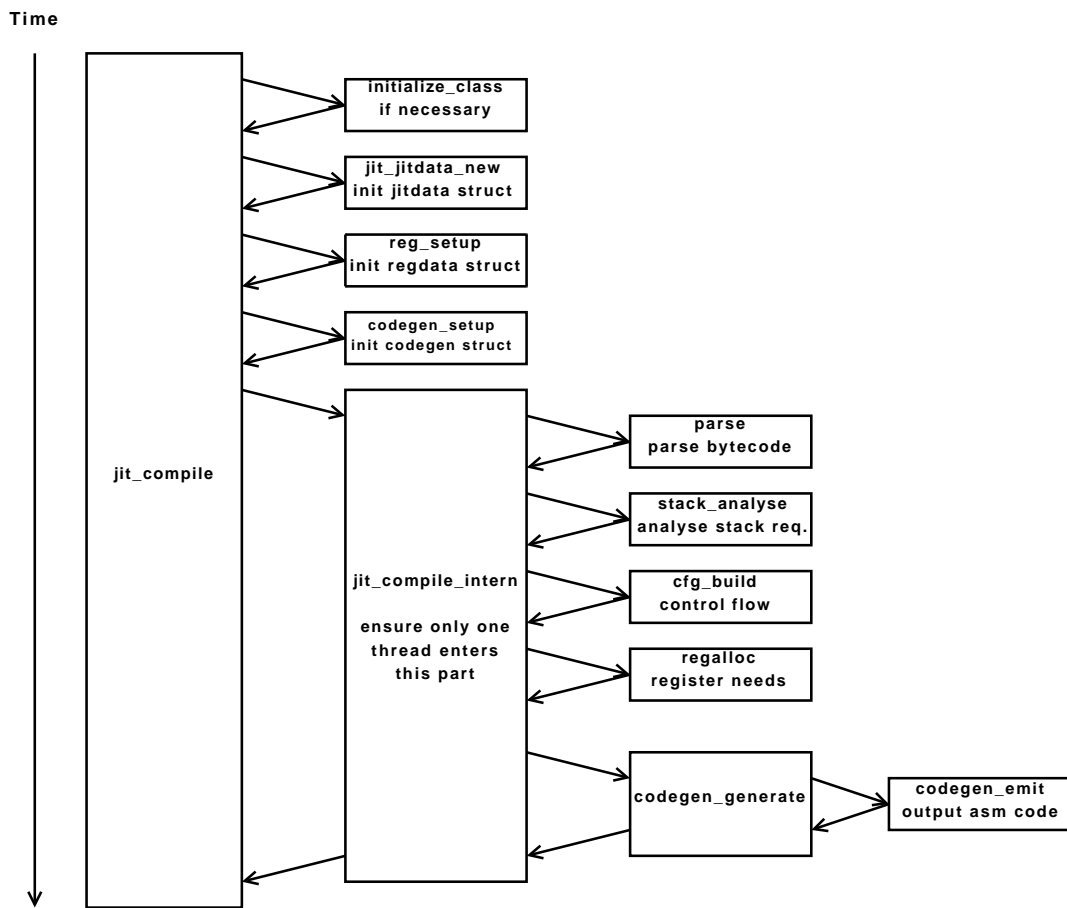 Time
initialize_class
if necessary
jit_jitdata_new
init jitdata struct
reg_setup
init regdata struct
codegen_setup
init codegen struct
parse
parse bytecode
jit_compile
stack_analyse
analyse stack req.
jit_compile_intern
ensure only one
thread enters
this part
cfg_build
control flow
regalloc
register needs
codegen_generate
codegen_emit
output asm code